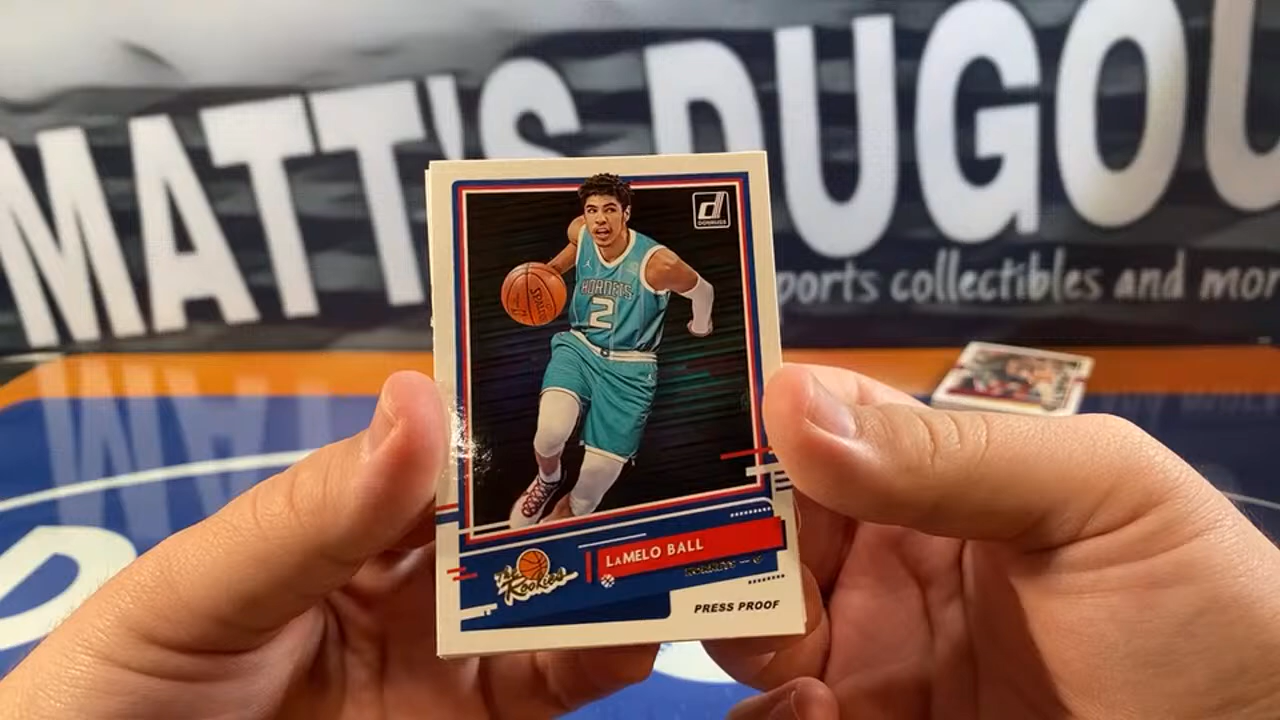 MATT'S DUGOU
ports collectibles and mor
DONRUSS
SPALDING
HORNETS
2
The Rookies
LaMELO BALL
HORNETS — G
PRESS PROOF